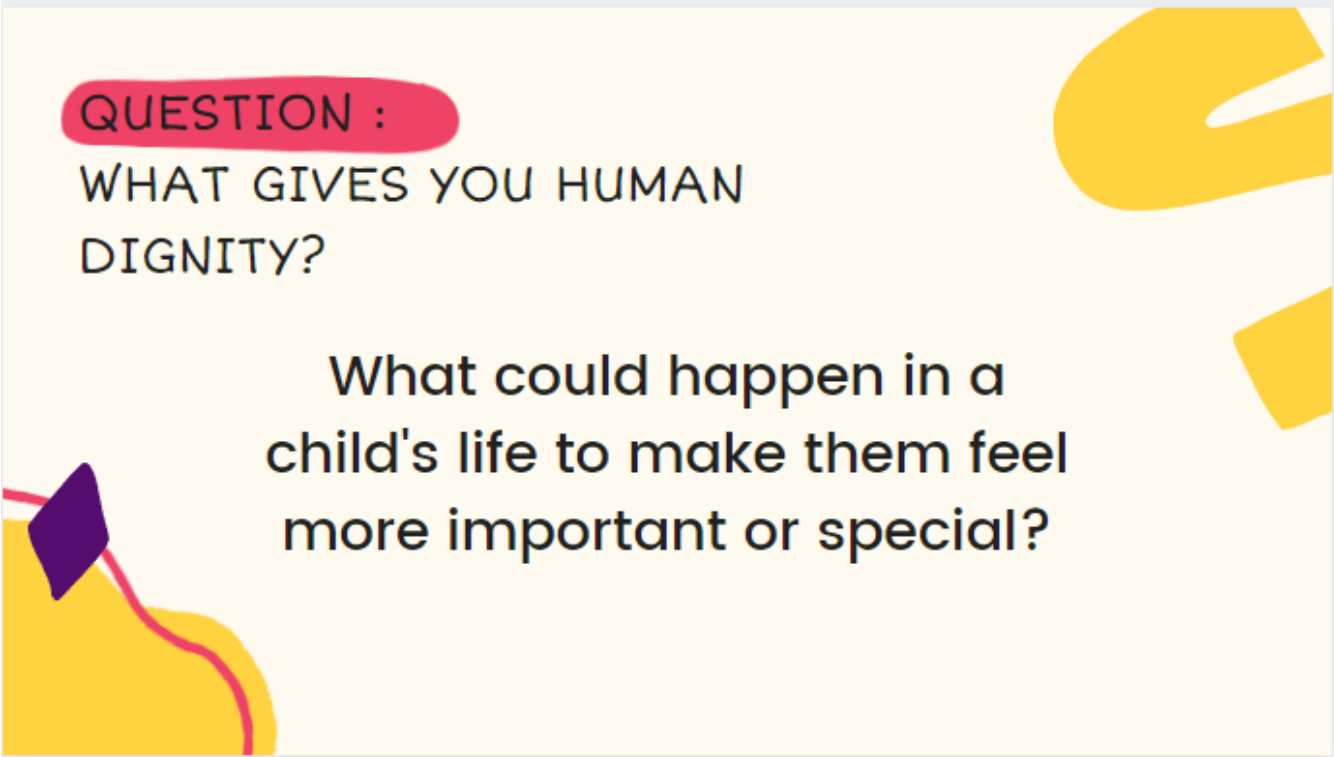 QUESTION :
WHAT GIVES YOU HUMAN
DIGNITY?
What could happen in a
child's life to make them feel
more important or special?